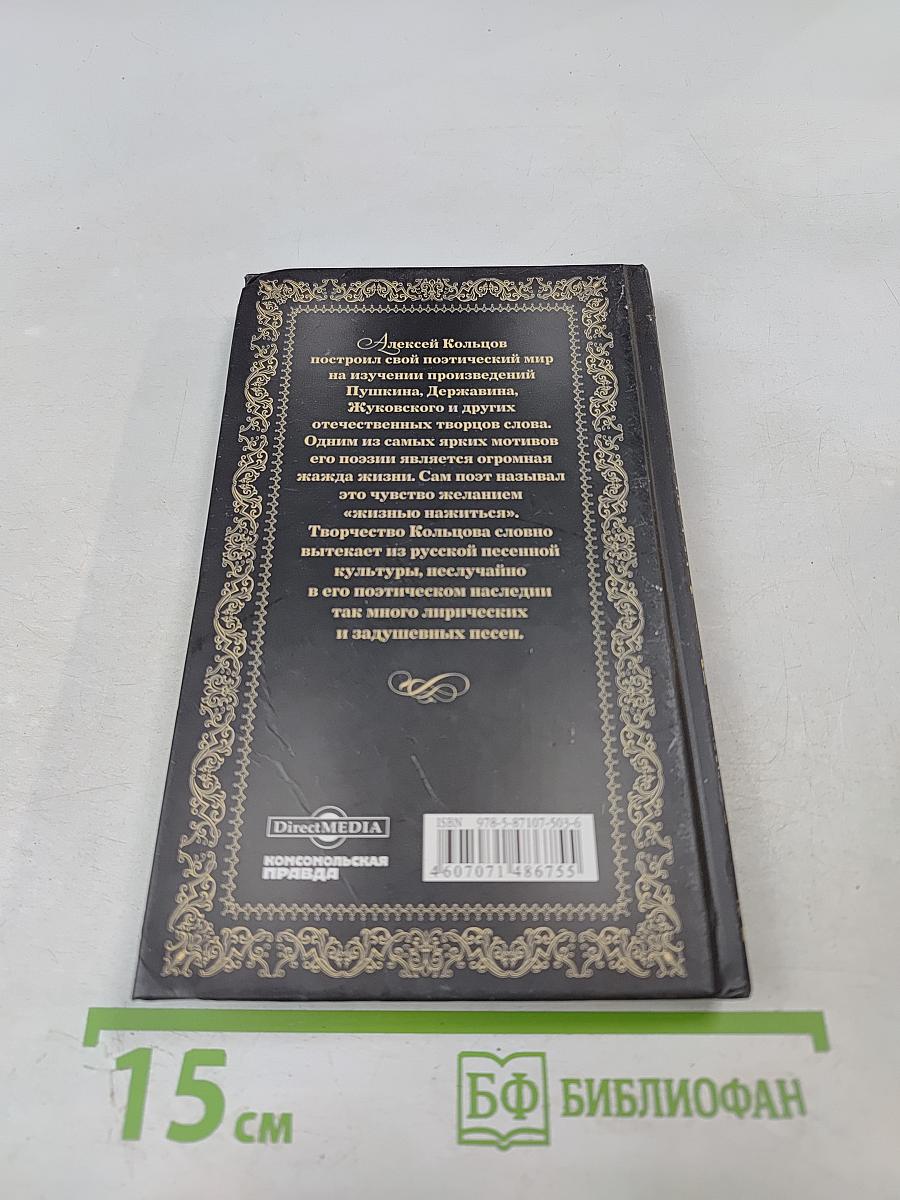 Алексей Кольцов
построил свой поэтический мир
на изучении произведений
Пушкина, Державина,
Жуковского и других
отечественных творцов слова.
Одним из самых ярких мотивов
его поэзии является огромная
жажда жизни. Сам поэт называл
это чувство желанием
«жизнью нажиться».
Творчество Кольцова словно
вытекает из русской песенной
культуры, неслучайно
в его поэтическом наследии
так много лирических
и задушевных песен.
DirectMEDIA
КОМСОМОЛЬСКАЯ
ПРАВДА
ISBN 978-5-87107-503-6
4607071 486755
15 см
БФ БИБЛИОФАН